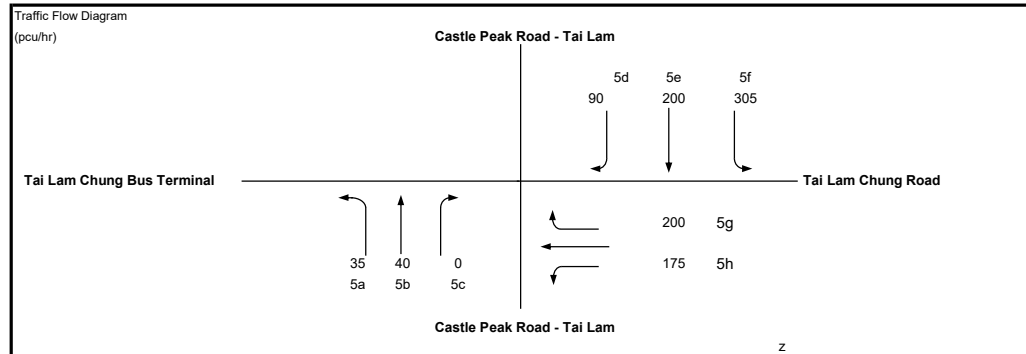 Traffic Flow Diagram
(pcu/hr)
Castle Peak Road - Tai Lam
5d 5e 5f
90 200 305
Tai Lam Chung Bus Terminal
Tai Lam Chung Road
200 5g
35 40 0
175 5h
5a 5b 5c
Castle Peak Road - Tai Lam
z